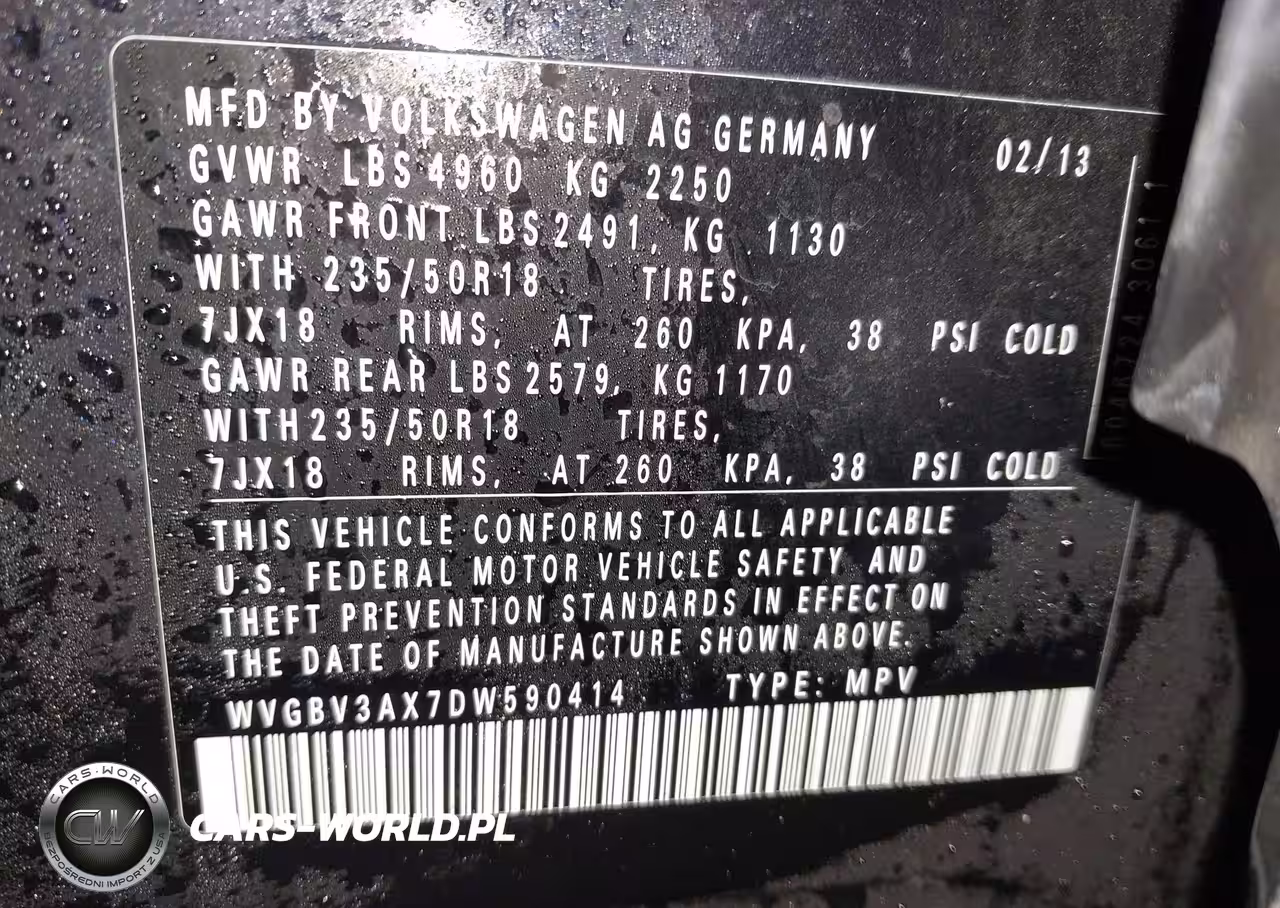 MFD BY VOLKSWAGEN AG GERMANY 02/13
GVWR LBS 4960 KG 2250
GAWR FRONT LBS 2491, KG 1130
WITH 235/50R18 TIRES,
7JX18 RIMS, AT 260 KPA, 38 PSI COLD
GAWR REAR LBS 2579, KG 1170
WITH 235/50R18 TIRES,
7JX18 RIMS, AT 260 KPA, 38 PSI COLD
THIS VEHICLE CONFORMS TO ALL APPLICABLE
U.S. FEDERAL MOTOR VEHICLE SAFETY AND
THEFT PREVENTION STANDARDS IN EFFECT ON
THE DATE OF MANUFACTURE SHOWN ABOVE.
WVGBV3AX7DW590414 TYPE: MPV
CARS-WORLD
CW
BEZPOŚREDNI IMPORT Z USA
CARS-WORLD.PL